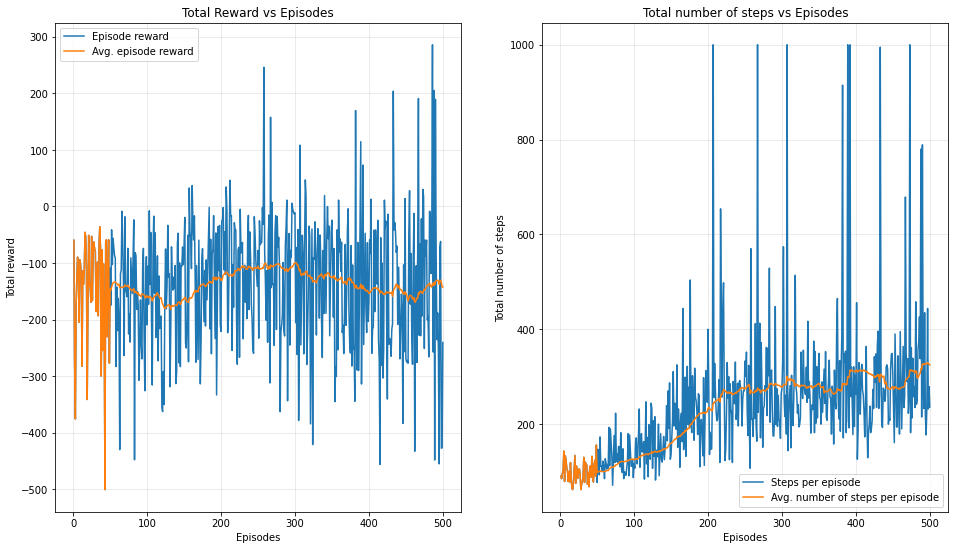 Total Reward vs Episodes
Episode reward
Avg. episode reward
Total reward
300
200
100
0
−100
−200
−300
−400
−500
0
100
200
300
400
500
Episodes
Total number of steps vs Episodes
Total number of steps
1000
800
600
400
200
Steps per episode
Avg. number of steps per episode
0
100
200
300
400
500
Episodes